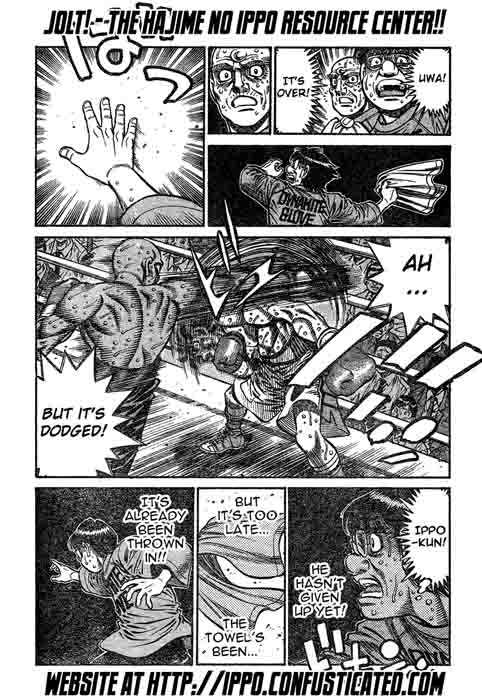 JOLT! - THE HAJIME NO IPPO RESOURCE CENTER!!
UWA!
IT'S
OVER!
ぱっ
DYNAMITE
GLOVE
AH
...
BUT IT'S
DODGED!
IPPO
-KUN!
HE
HASN'T
GIVEN
UP YET!
BUT
IT'S TOO
LATE...
THE
TOWEL'S
BEEN...
IT'S
ALREADY
BEEN
THROWN
IN!!
WEBSITE AT HTTP://IPPO.CONFUSTICATED.COM